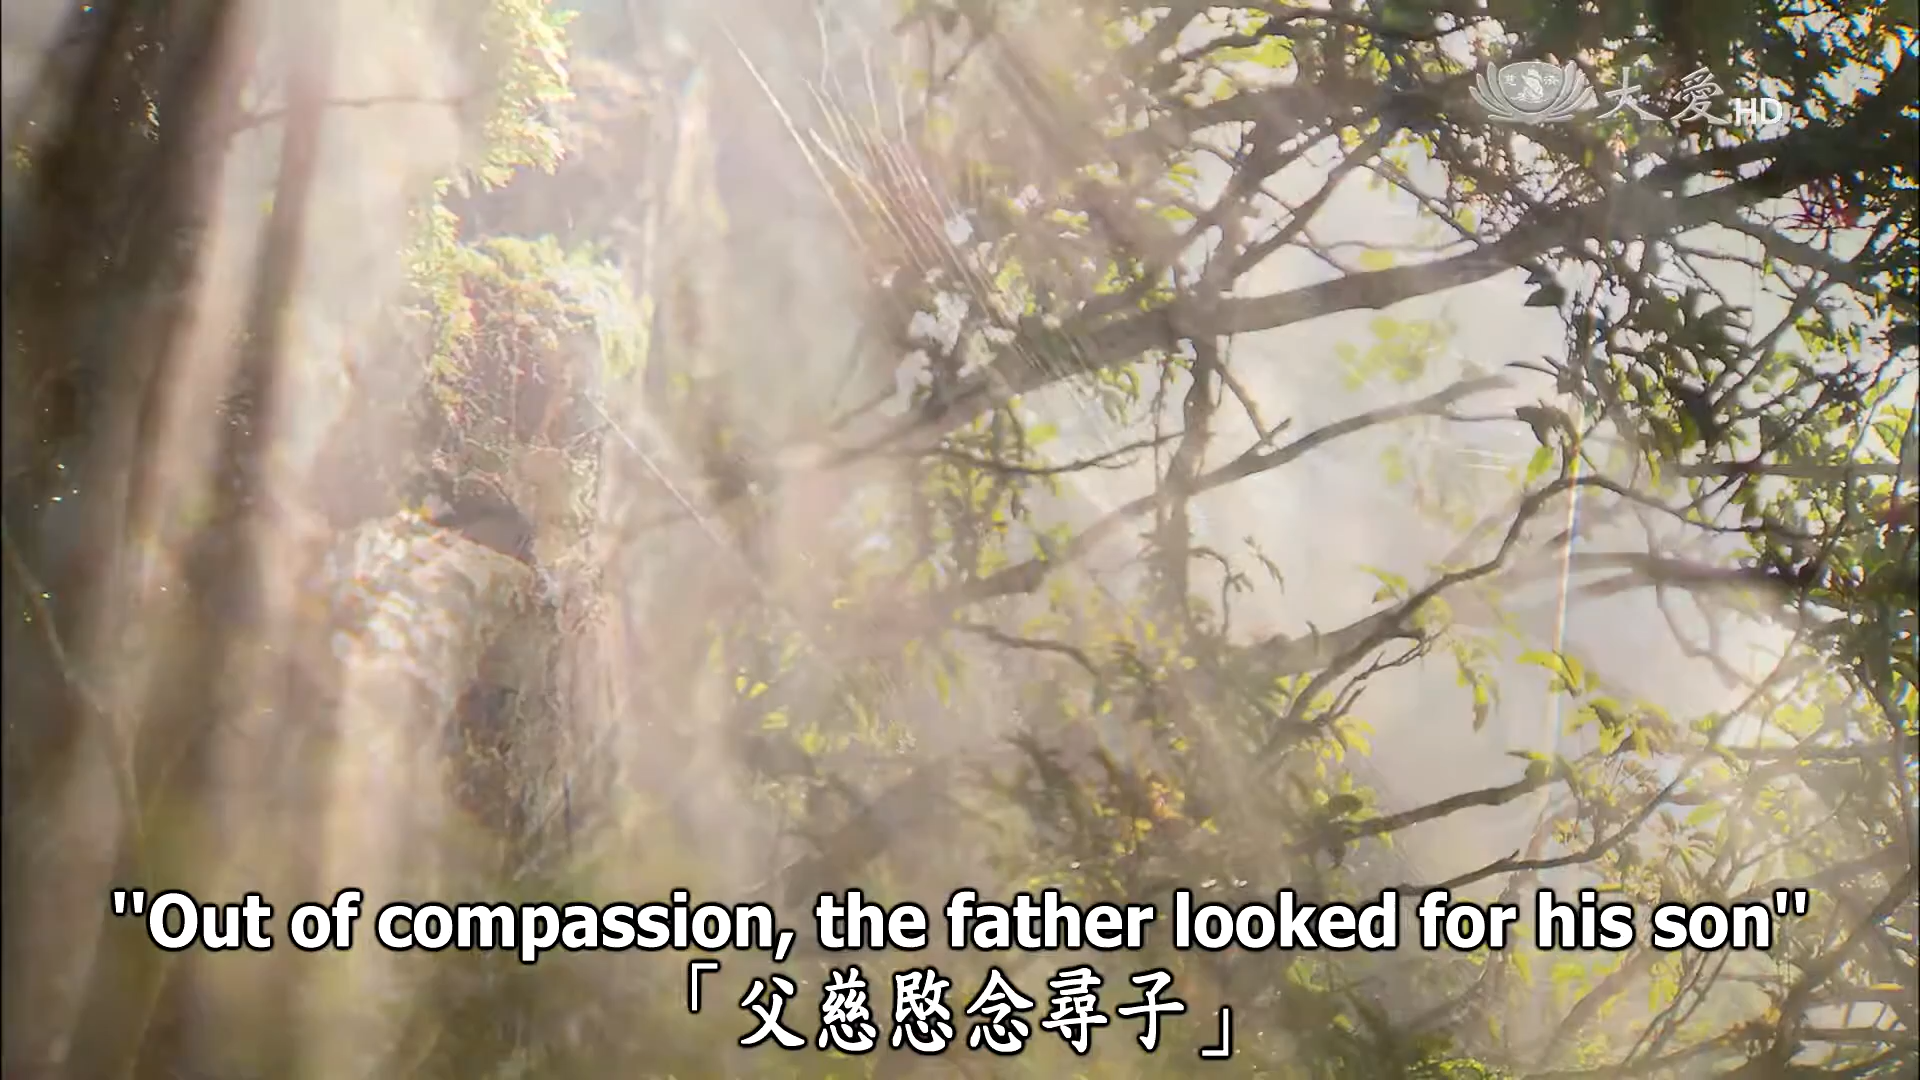 大愛HD
"Out of compassion, the father looked for his son"
「父慈愍念尋子」